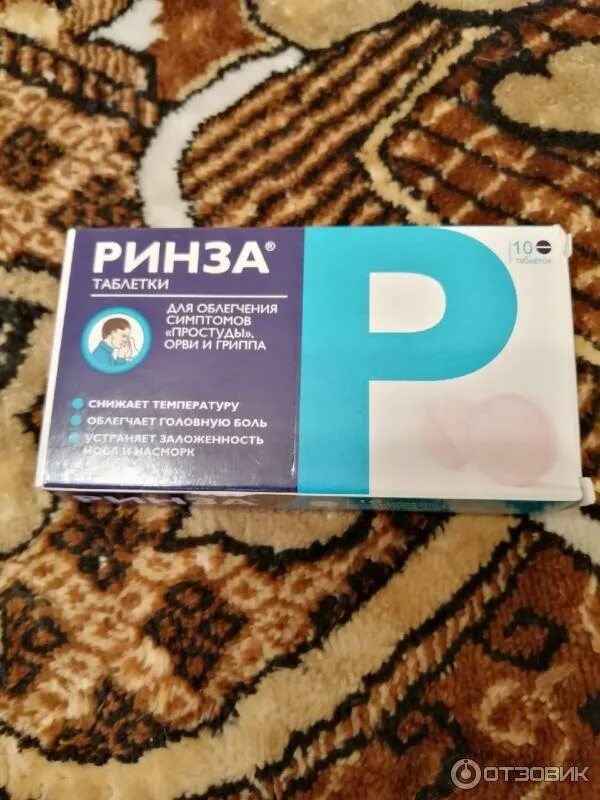 РИНЗА®
ТАБЛЕТКИ
ДЛЯ ОБЛЕГЧЕНИЯ
СИМПТОМОВ
«ПРОСТУДЫ»,
ОРВИ И ГРИППА
СНИЖАЕТ ТЕМПЕРАТУРУ
ОБЛЕГЧАЕТ ГОЛОВНУЮ БОЛЬ
УСТРАНЯЕТ ЗАЛОЖЕННОСТЬ
НОСА И НАСМОРК
Р
10
таблеток
РИНЗА
ОТЗОВИК